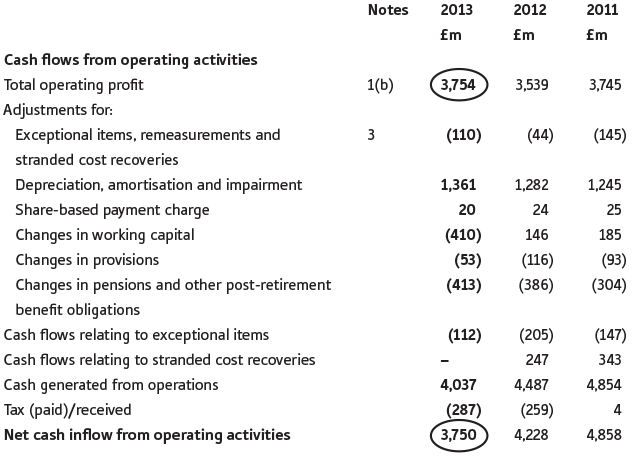 Notes 2013 2012 2011
£m £m £m
Cash flows from operating activities
Total operating profit 1(b) 3,754 3,539 3,745
Adjustments for:
Exceptional items, remeasurements and 3 (110) (44) (145)
stranded cost recoveries
Depreciation, amortisation and impairment 1,361 1,282 1,245
Share-based payment charge 20 24 25
Changes in working capital (410) 146 185
Changes in provisions (53) (116) (93)
Changes in pensions and other post-retirement (413) (386) (304)
benefit obligations
Cash flows relating to exceptional items (112) (205) (147)
Cash flows relating to stranded cost recoveries – 247 343
Cash generated from operations 4,037 4,487 4,854
Tax (paid)/received (287) (259) 4
Net cash inflow from operating activities 3,750 4,228 4,858